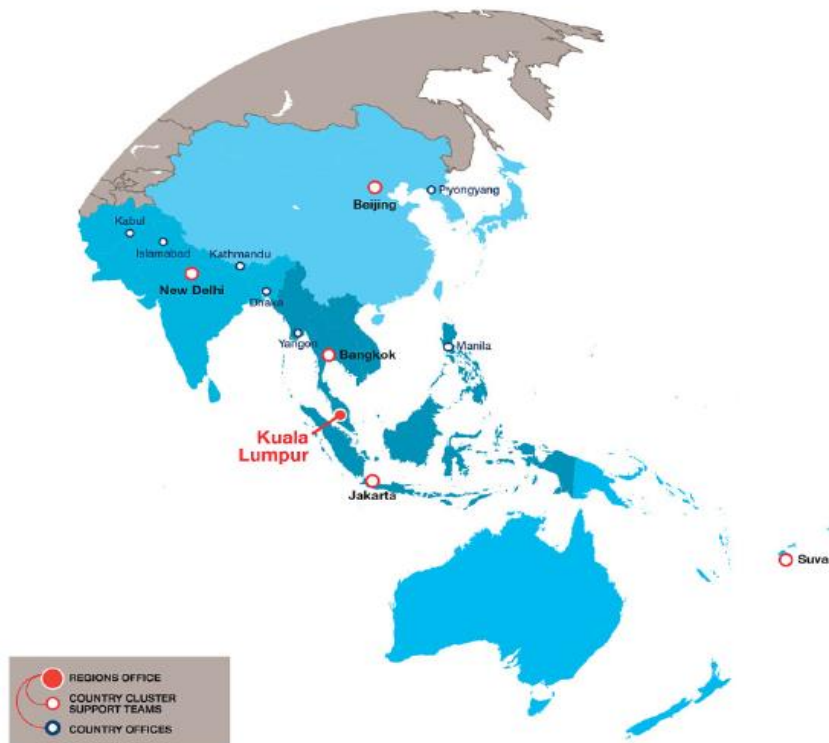 Beijing
Pyongyang
Kabul
Islamabad
Kathmandu
New Delhi
Dhaka
Yangon
Bangkok
Manila
Kuala
Lumpur
Jakarta
Suva
REGIONS OFFICE
COUNTRY CLUSTER
SUPPORT TEAMS
COUNTRY OFFICES